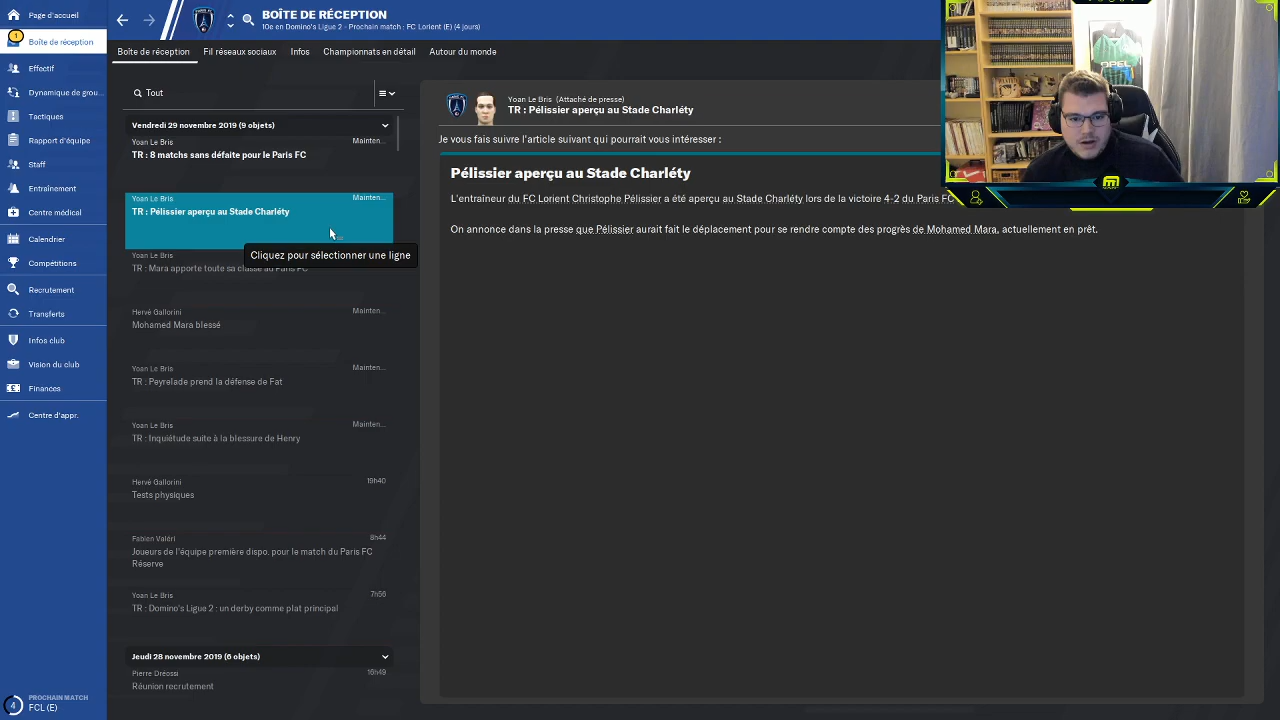 Page d'accueil
1
Boîte de réception
Effectif
Dynamique de grou...
Tactiques
Rapport d'équipe
Staff
Entraînement
Centre médical
Calendrier
Compétitions
Recrutement
Transferts
Infos club
Vision du club
Finances
Centre d'appr.
4
PROCHAIN MATCH
FCL (E)
BOÎTE DE RÉCEPTION
10e en Domino's Ligue 2 - Prochain match - FC Lorient (E) (4 jours)
Boîte de réception
Fil réseaux sociaux
Infos
Championnats en détail
Autour du monde
Tout
Vendredi 29 novembre 2019 (9 objets)
Yoan Le Bris
Mainten...
TR : 8 matchs sans défaite pour le Paris FC
Yoan Le Bris
Mainten...
TR : Pélissier aperçu au Stade Charléty
Cliquez pour sélectionner une ligne
Yoan Le Bris
TR : Mara apporte toute sa classe au Paris FC
Hervé Gallorini
Mainten...
Mohamed Mara blessé
Yoan Le Bris
Mainten...
TR : Peyrelade prend la défense de Fat
Yoan Le Bris
Mainten...
TR : Inquiétude suite à la blessure de Henry
Hervé Gallorini
19h40
Tests physiques
Fabien Valéri
8h44
Joueurs de l'équipe première dispo. pour le match du Paris FC
Réserve
Yoan Le Bris
7h56
TR : Domino's Ligue 2 : un derby comme plat principal
Jeudi 28 novembre 2019 (6 objets)
Pierre Dréossi
16h49
Réunion recrutement
Yoan Le Bris (Attaché de presse)
TR : Pélissier aperçu au Stade Charléty
Je vous fais suivre l'article suivant qui pourrait vous intéresser :
Pélissier aperçu au Stade Charléty
L'entraîneur du FC Lorient Christophe Pélissier a été aperçu au Stade Charléty lors de la victoire 4-2 du Paris FC
On annonce dans la presse que Pélissier aurait fait le déplacement pour se rendre compte des progrès de Mohamed Mara, actuellement en prêt.
OPEL